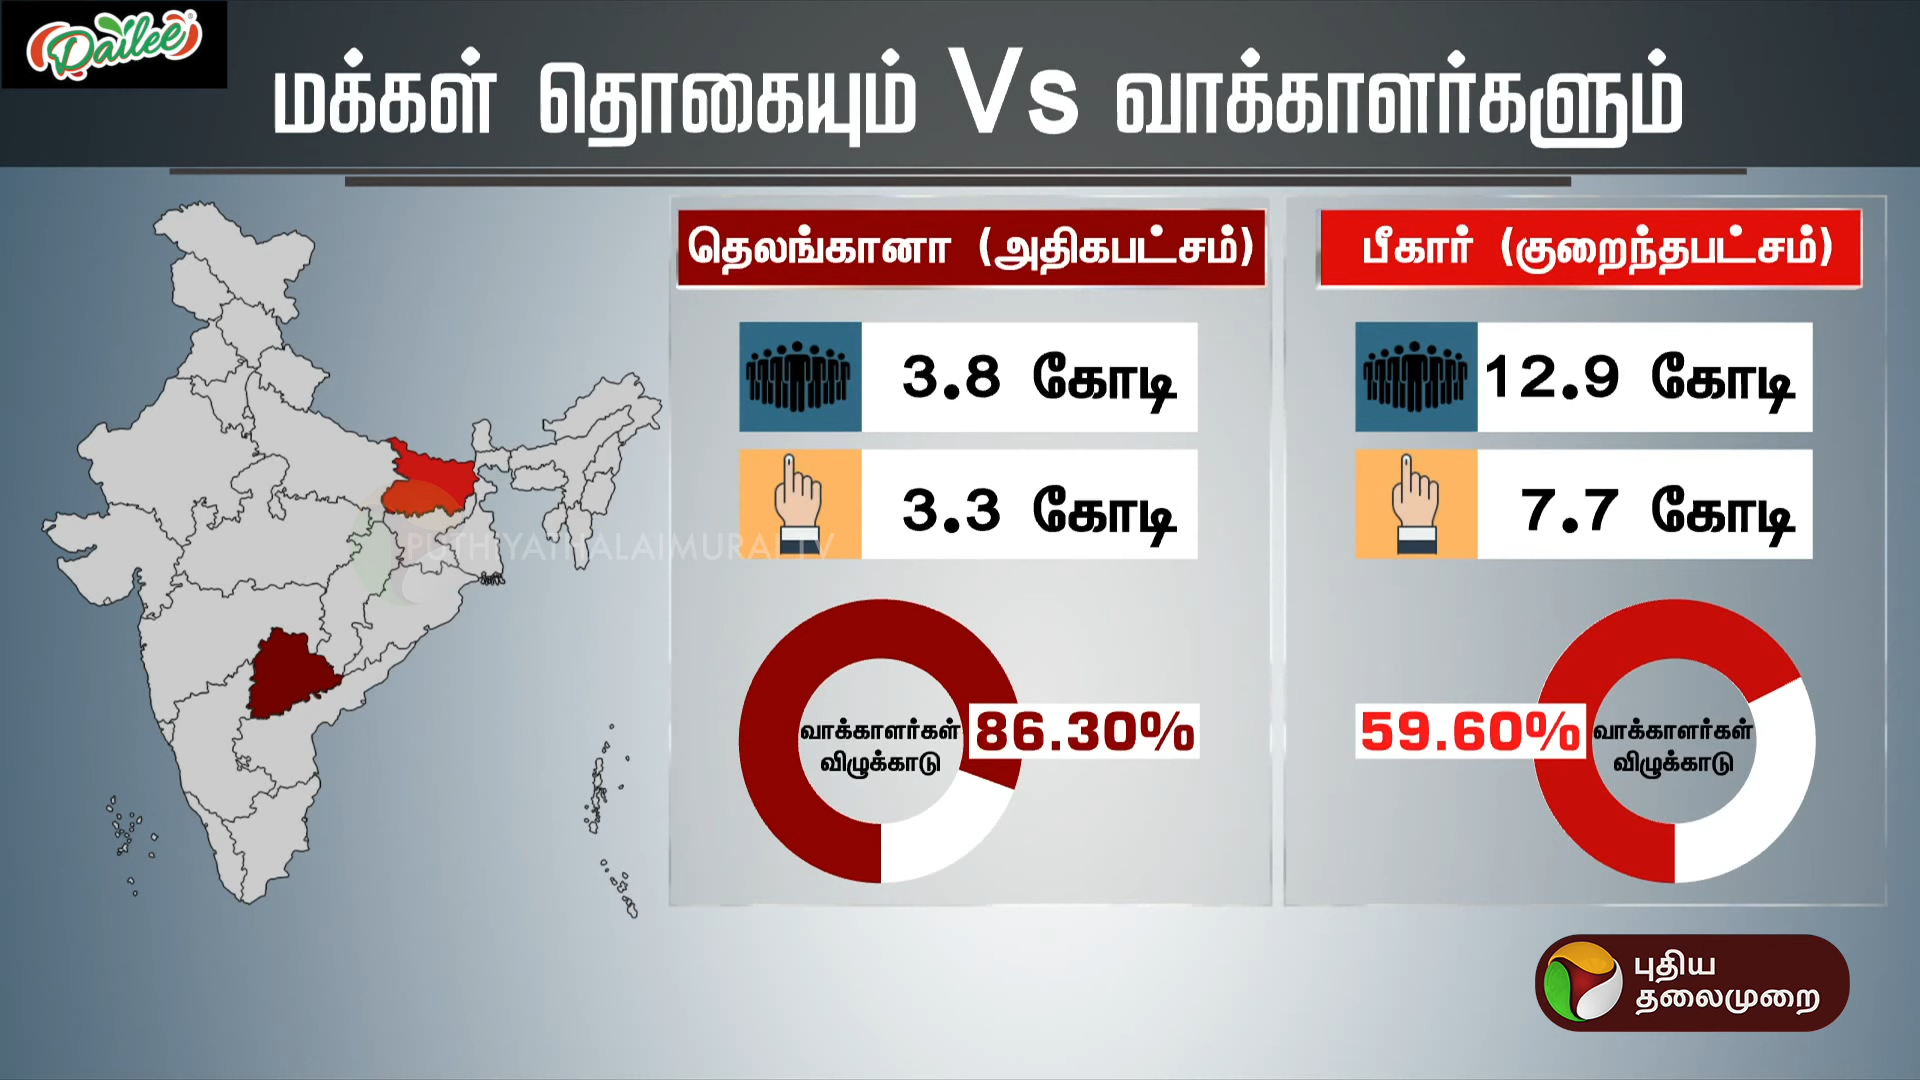 Dailee
மக்கள் தொகையும் Vs வாக்காளர்களும்
தெலங்கானா (அதிகபட்சம்)
3.8 கோடி
3.3 கோடி
வாக்காளர்கள்
விழுக்காடு
86.30%
பீகார் (குறைந்தபட்சம்)
12.9 கோடி
7.7 கோடி
59.60%
வாக்காளர்கள்
விழுக்காடு
PUTHIYATHALAIMURAI TV
புதிய
தலைமுறை